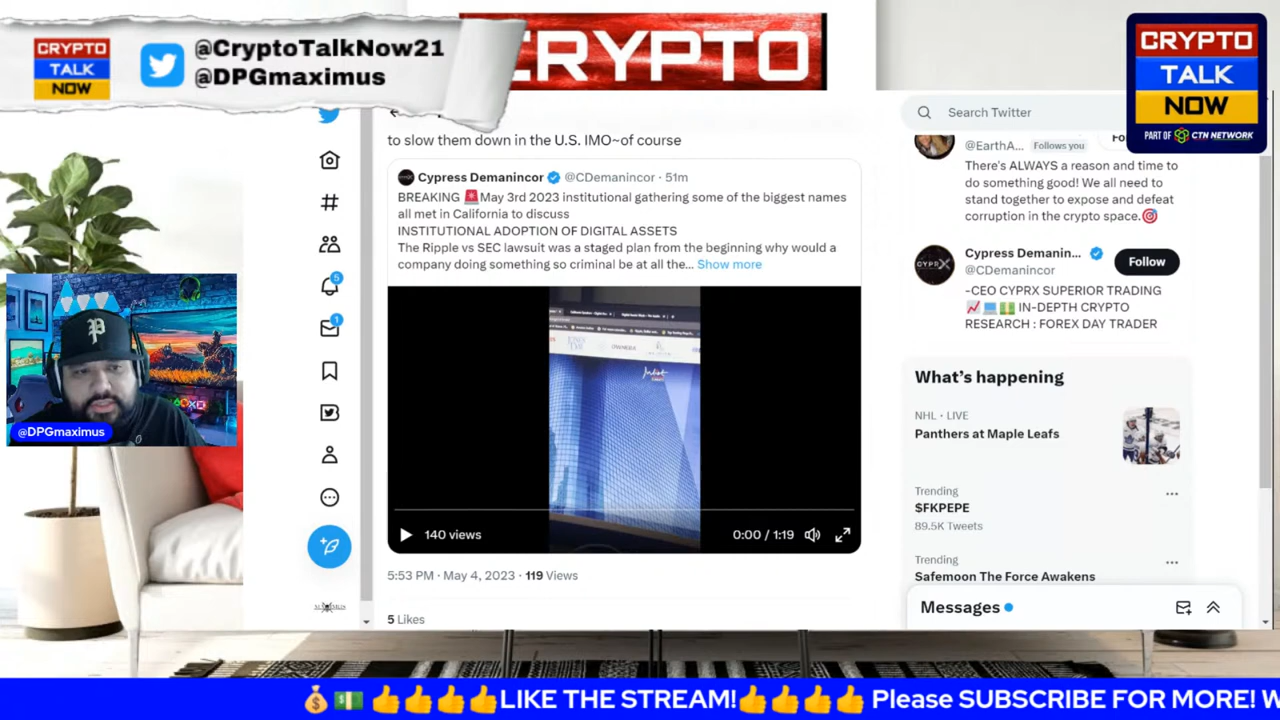 CRYPTO
TALK
NOW
@CryptoTalkNow21
@DPGmaximus
CRYPTO
CRYPTO
TALK
NOW
PART OF CTN NETWORK
to slow them down in the U.S. IMO~of course
Cypress Demanincor @CDemanincor · 51m
BREAKING 🚨May 3rd 2023 institutional gathering some of the biggest names
all met in California to discuss
INSTITUTIONAL ADOPTION OF DIGITAL ASSETS
The Ripple vs SEC lawsuit was a staged plan from the beginning why would a
company doing something so criminal be at all the... Show more
140 views
0:00 / 1:19
5:53 PM · May 4, 2023 · 119 Views
5 Likes
5
1
@DPGmaximus
Search Twitter
@EarthA... Follows you
Fo
There's ALWAYS a reason and time to
do something good! We all need to
stand together to expose and defeat
corruption in the crypto space.🎯
CYPRX
Cypress Demanin...
@CDemanincor
Follow
-CEO CYPRX SUPERIOR TRADING
📈💻💵 IN-DEPTH CRYPTO
RESEARCH : FOREX DAY TRADER
What's happening
NHL · LIVE
Panthers at Maple Leafs
Trending
$FKPEPE
89.5K Tweets
Trending
Safemoon The Force Awakens
Messages
💰💵 👍👍👍👍LIKE THE STREAM!👍👍👍👍 Please SUBSCRIBE FOR MORE! W